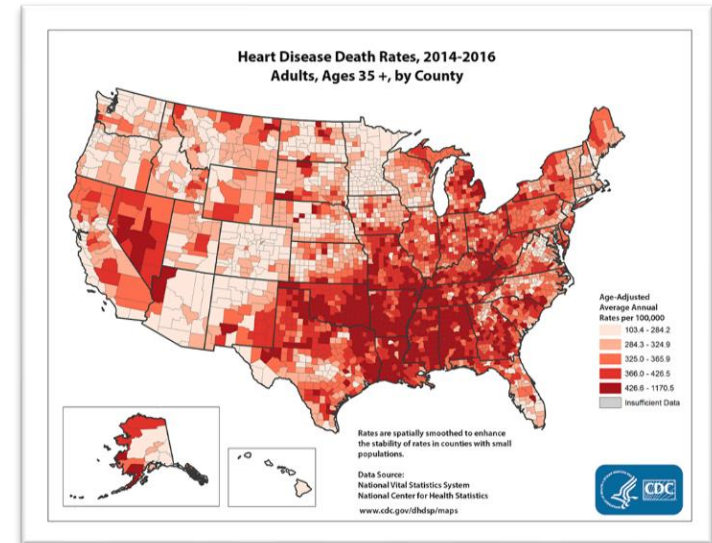 Heart Disease Death Rates, 2014-2016
Adults, Ages 35 +, by County
Age-Adjusted
Average Annual
Rates per 100,000
103.4 - 284.2
284.3 - 324.9
325.0 - 365.9
366.0 - 426.5
426.6 - 1170.5
Insufficient Data
Rates are spatially smoothed to enhance
the stability of rates in counties with small
populations.
Data Source:
National Vital Statistics System
National Center for Health Statistics
www.cdc.gov/dhdsp/maps
CDC